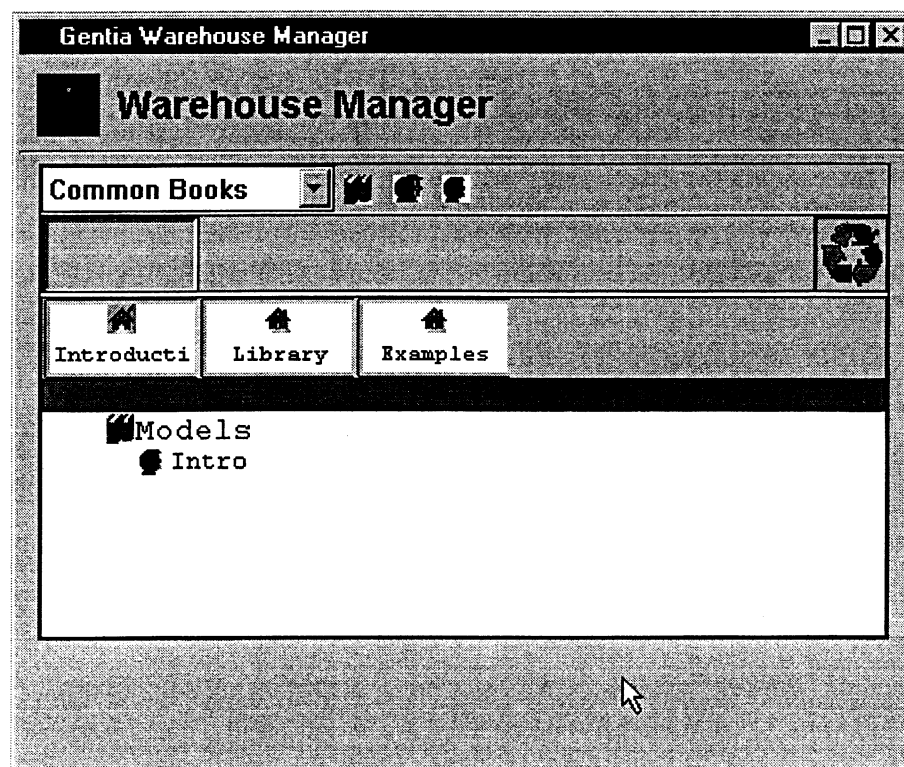 Gentia Warehouse Manager
Warehouse Manager
Common Books
Introducti Library Examples
Models
Intro